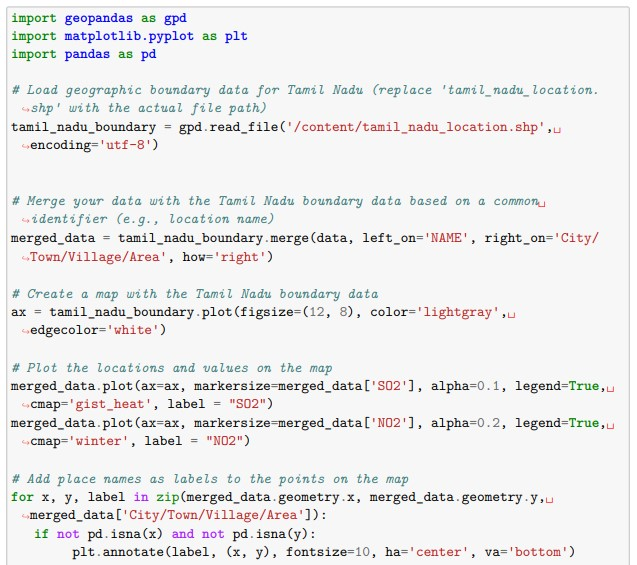 import geopandas as gpd
import matplotlib.pyplot as plt
import pandas as pd
# Load geographic boundary data for Tamil Nadu (replace 'tamil_nadu_location.
↪shp' with the actual file path)
tamil_nadu_boundary = gpd.read_file('/content/tamil_nadu_location.shp',␣
↪encoding='utf-8')
# Merge your data with the Tamil Nadu boundary data based on a common␣
↪identifier (e.g., location name)
merged_data = tamil_nadu_boundary.merge(data, left_on='NAME', right_on='City/
↪Town/Village/Area', how='right')
# Create a map with the Tamil Nadu boundary data
ax = tamil_nadu_boundary.plot(figsize=(12, 8), color='lightgray',␣
↪edgecolor='white')
# Plot the locations and values on the map
merged_data.plot(ax=ax, markersize=merged_data['SO2'], alpha=0.1, legend=True,␣
↪cmap='gist_heat', label = "SO2")
merged_data.plot(ax=ax, markersize=merged_data['NO2'], alpha=0.2, legend=True,␣
↪cmap='winter', label = "NO2")
# Add place names as labels to the points on the map
for x, y, label in zip(merged_data.geometry.x, merged_data.geometry.y,␣
↪merged_data['City/Town/Village/Area']):
if not pd.isna(x) and not pd.isna(y):
plt.annotate(label, (x, y), fontsize=10, ha='center', va='bottom')